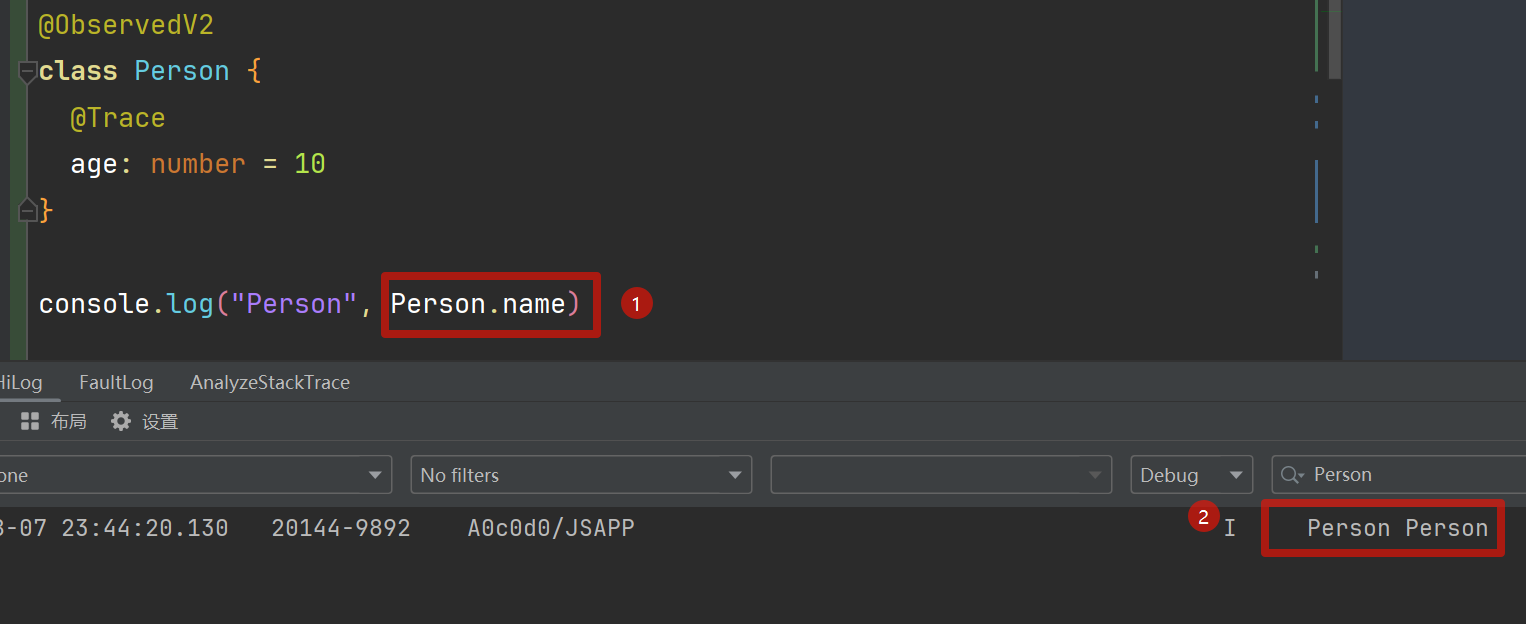 @ObservedV2
class Person {
@Trace
age: number = 10
}
console.log("Person", Person.name) 1
HiLog FaultLog AnalyzeStackTrace
布局 设置
one No filters Debug Person
8-07 23:44:20.130 20144-9892 A0c0d0/JSAPP 2 I Person Person